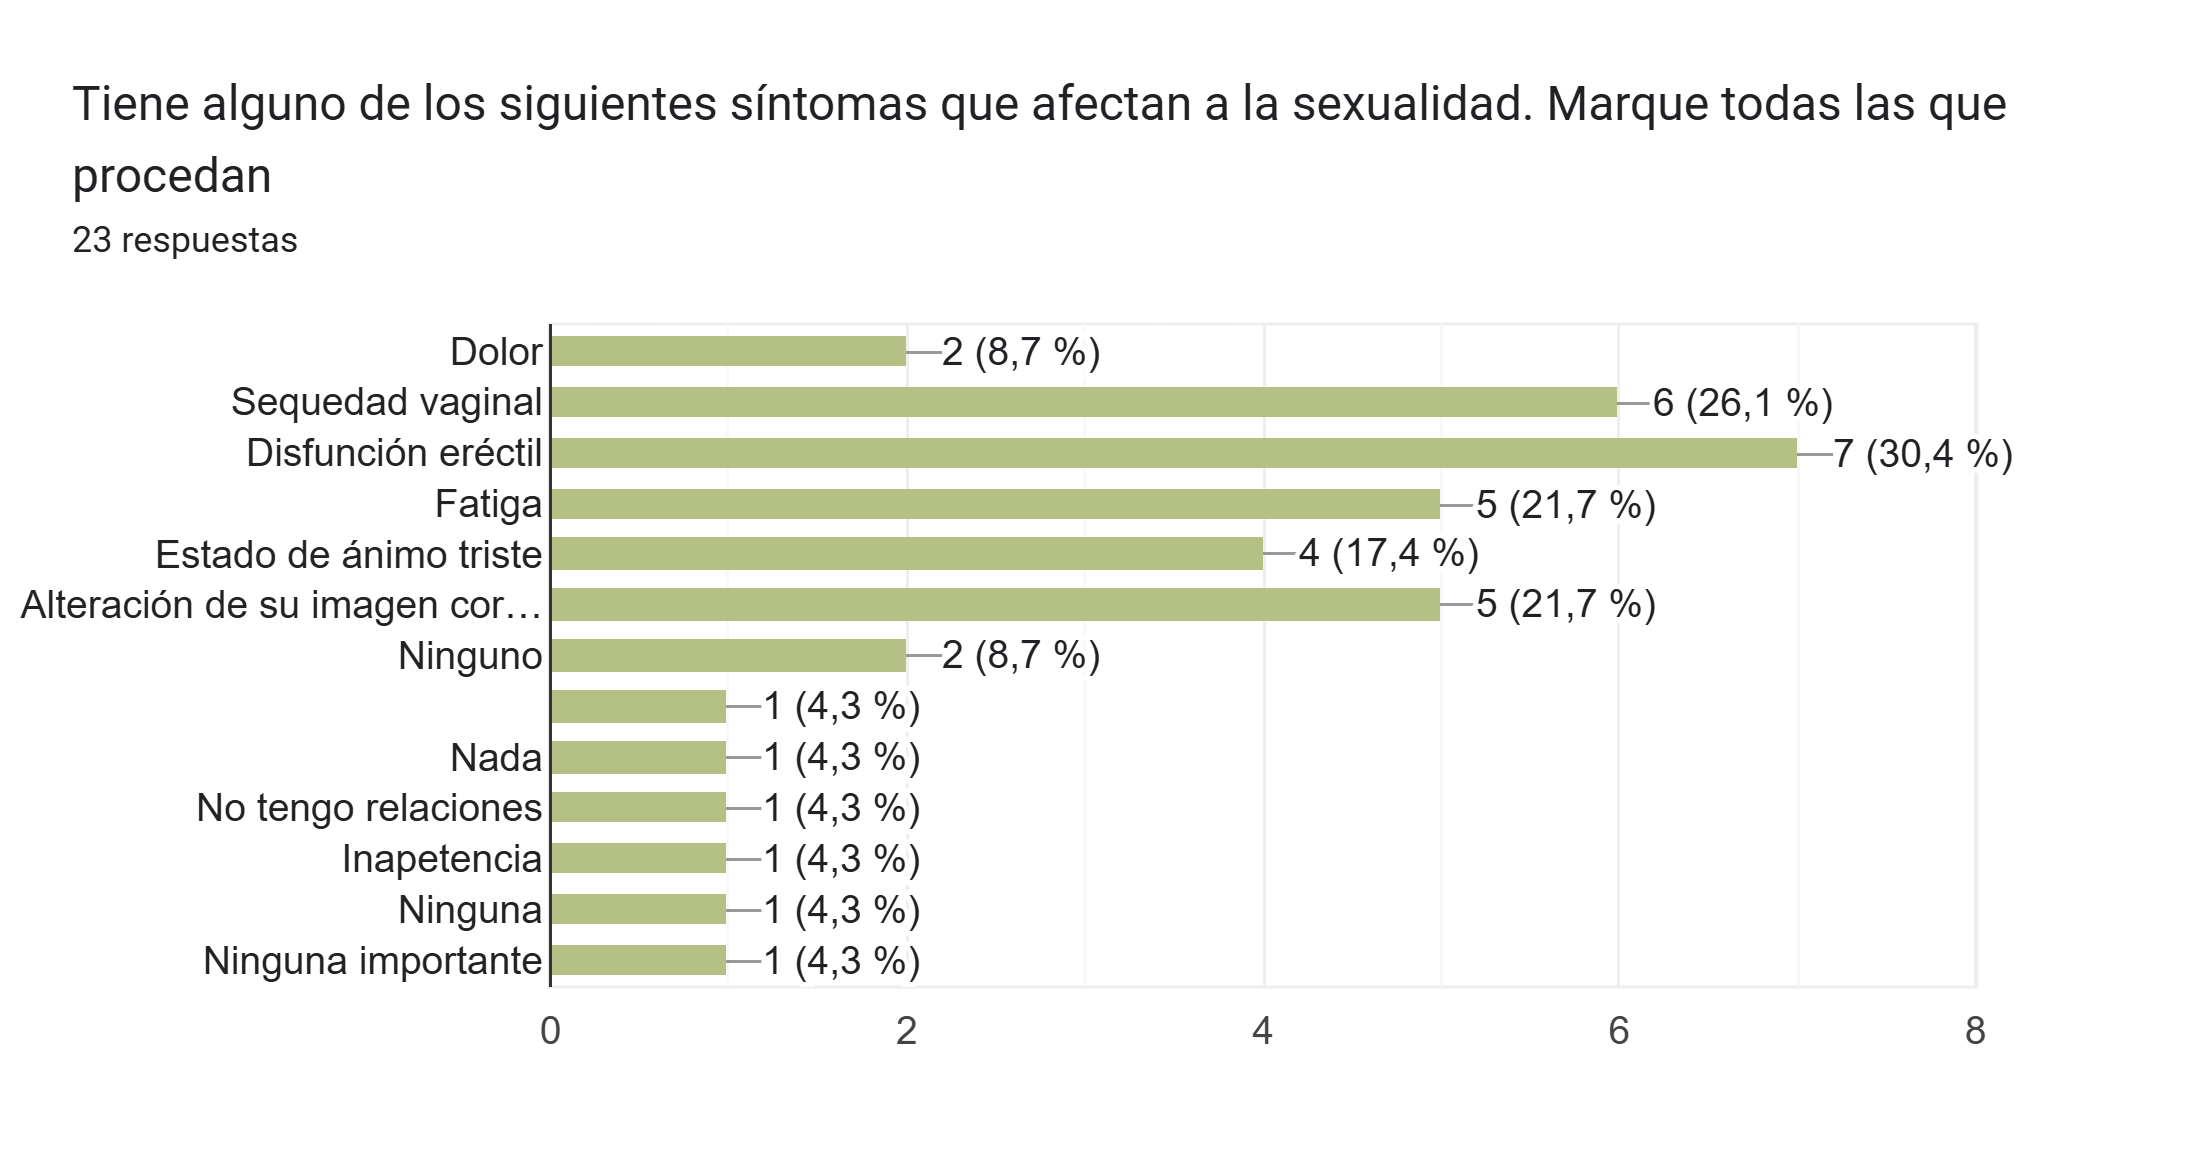 Tiene alguno de los siguientes síntomas que afectan a la sexualidad. Marque todas las que
procedan
23 respuestas
Dolor 2 (8,7 %)
Sequedad vaginal 6 (26,1 %)
Disfunción eréctil 7 (30,4 %)
Fatiga 5 (21,7 %)
Estado de ánimo triste 4 (17,4 %)
Alteración de su imagen cor… 5 (21,7 %)
Ninguno 2 (8,7 %)
1 (4,3 %)
Nada 1 (4,3 %)
No tengo relaciones 1 (4,3 %)
Inapetencia 1 (4,3 %)
Ninguna 1 (4,3 %)
Ninguna importante 1 (4,3 %)
0 2 4 6 8